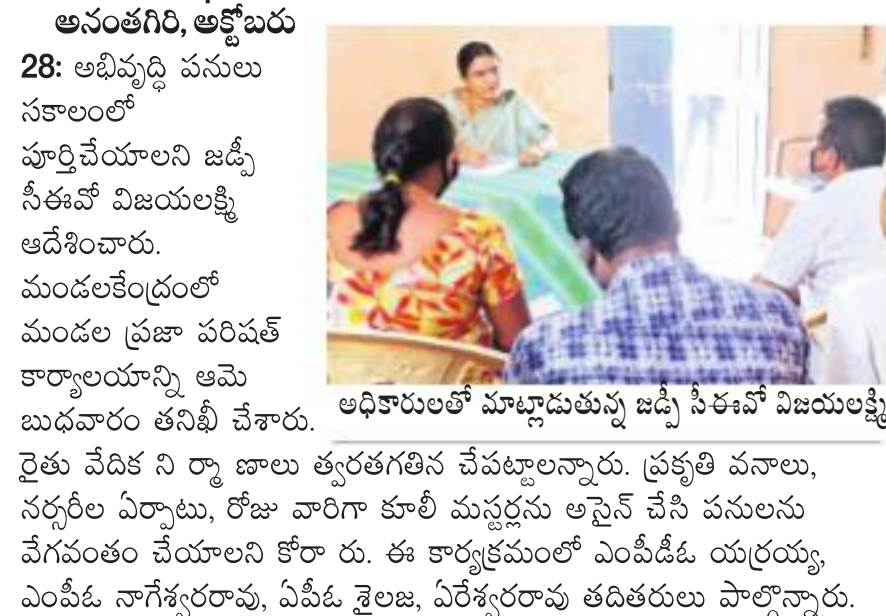 అనంతగిరి, అక్టోబరు
28: అభివృద్ధి పనులు
సకాలంలో
పూర్తిచేయాలని జడ్పీ
సీఈవో విజయలక్ష్మి
ఆదేశించారు.
మండలకేంద్రంలో
మండల ప్రజా పరిషత్
కార్యాలయాన్ని ఆమె
బుధవారం తనిఖీ చేశారు.
రైతు వేదిక ని ర్మా ణాలు త్వరతగతిన చేపట్టాలన్నారు. ప్రకృతి వనాలు,
నర్సరీల ఏర్పాటు, రోజు వారిగా కూలీ మస్టర్లను అసైన్ చేసి పనులను
వేగవంతం చేయాలని కోరా రు. ఈ కార్యక్రమంలో ఎంపీడీఓ యర్రయ్య,
ఎంపీఓ నాగేశ్వరరావు, ఏపీఓ శైలజ, ఏరేశ్వరరావు తదితరులు పాల్గొన్నారు.
అధికారులతో మాట్లాడుతున్న జడ్పీ సీఈవో విజయలక్ష్మి